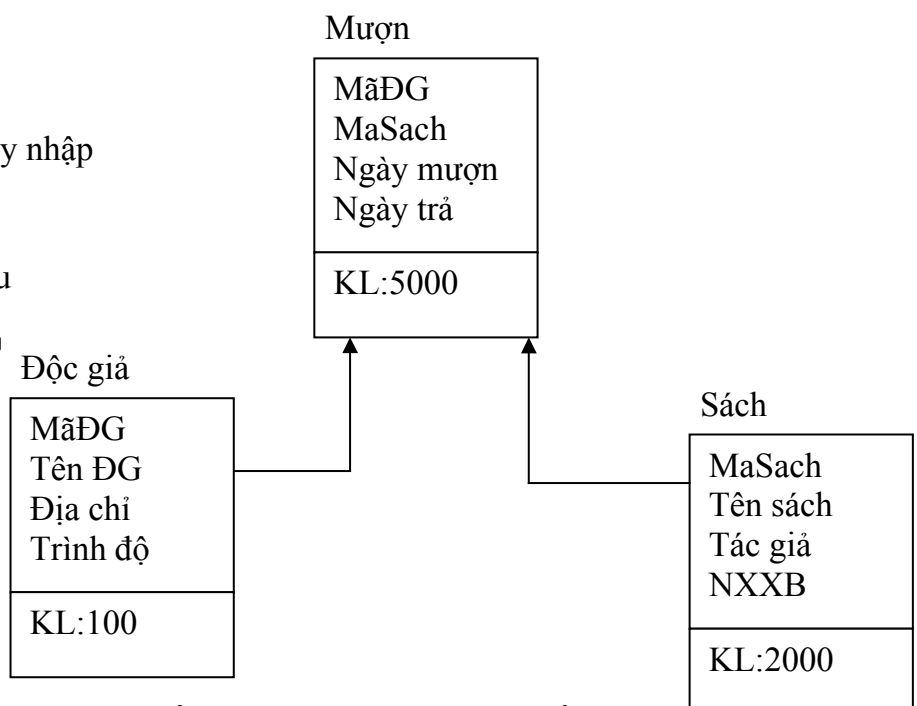 Mượn
MãĐG
MaSach
Ngày mượn
Ngày trả
KL:5000
y nhập
u
Độc giả
MãĐG
Tên ĐG
Địa chỉ
Trình độ
KL:100
Sách
MaSach
Tên sách
Tác giả
NXXB
KL:2000